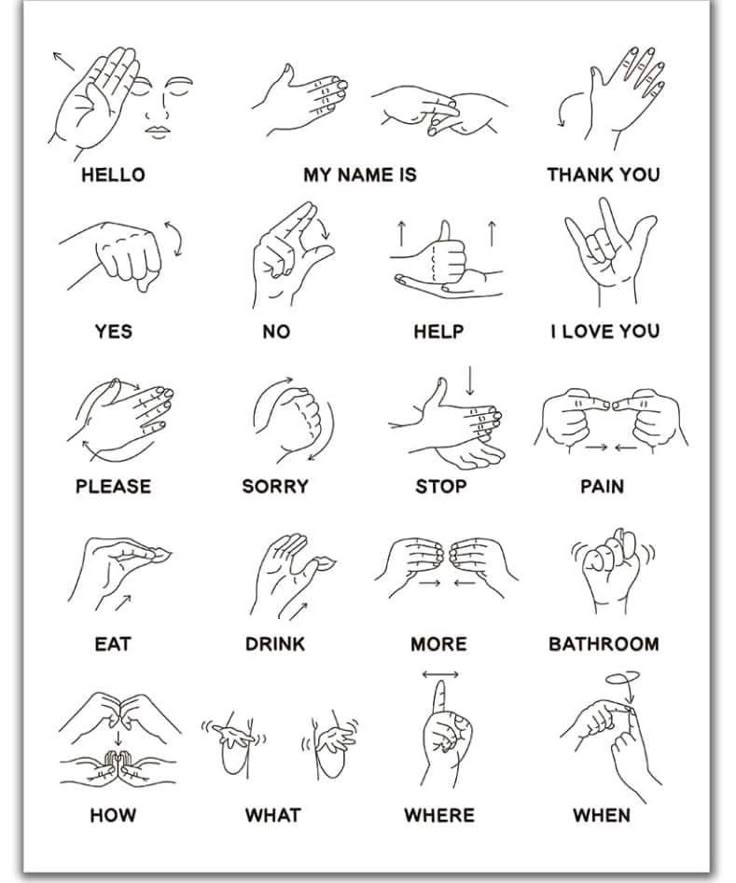 HELLO MY NAME IS THANK YOU
YES NO HELP I LOVE YOU
PLEASE SORRY STOP PAIN
EAT DRINK MORE BATHROOM
HOW WHAT WHERE WHEN